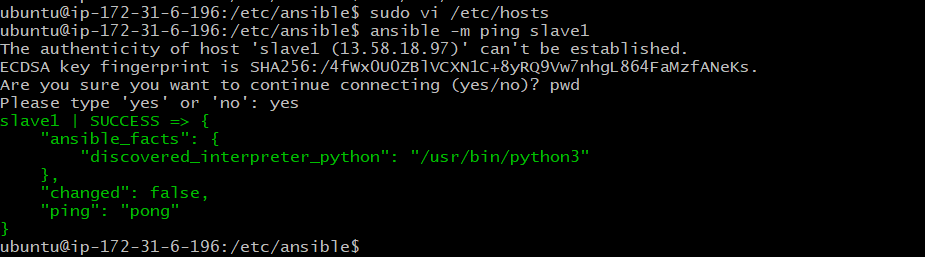 ubuntu@ip-172-31-6-196:/etc/ansible$ sudo vi /etc/hosts
ubuntu@ip-172-31-6-196:/etc/ansible$ ansible -m ping slave1
The authenticity of host 'slave1 (13.58.18.97)' can't be established.
ECDSA key fingerprint is SHA256:/4fWx0U0ZBlVCXN1C+8yRQ9Vw7nhgL864FaMzfANeKs.
Are you sure you want to continue connecting (yes/no)? pwd
Please type 'yes' or 'no': yes
slave1 | SUCCESS => {
    "ansible_facts": {
        "discovered_interpreter_python": "/usr/bin/python3"
    },
    "changed": false,
    "ping": "pong"
}
ubuntu@ip-172-31-6-196:/etc/ansible$